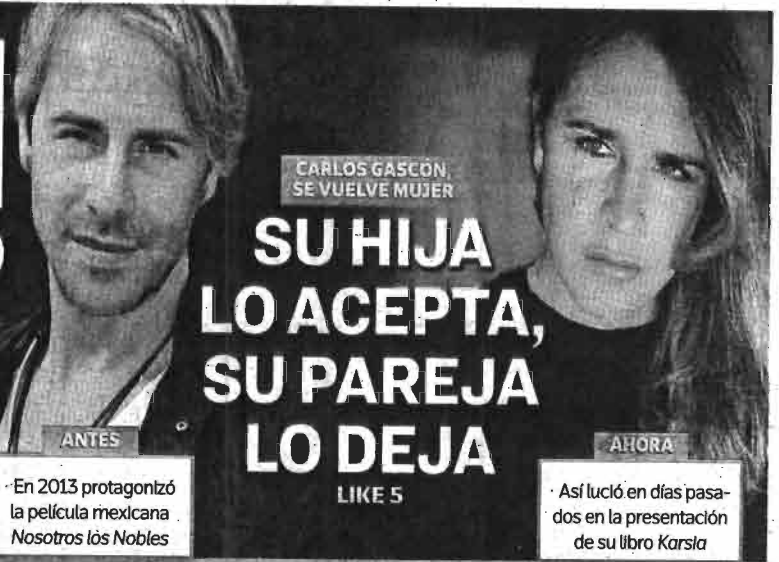 CARLOS GASCÓN,
SE VUELVE MUJER
SU HIJA
LO ACEPTA,
SU PAREJA
LO DEJA
LIKE 5
ANTES
En 2013 protagonizó
la película mexicana
Nosotros los Nobles
AHORA
Así lució en días pasa-
dos en la presentación
de su libro Karsia